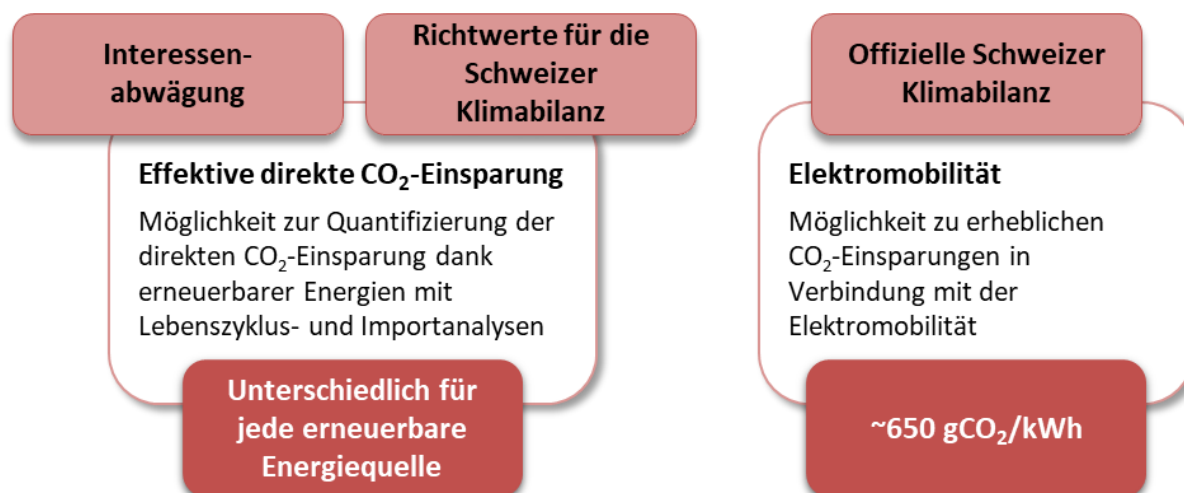 Interessen-
abwägung
Richtwerte für die
Schweizer
Klimabilanz
Effektive direkte CO₂-Einsparung
Möglichkeit zur Quantifizierung der
direkten CO₂-Einsparung dank
erneuerbarer Energien mit
Lebenszyklus- und Importanalysen
Unterschiedlich für
jede erneuerbare
Energiequelle
Offizielle Schweizer
Klimabilanz
Elektromobilität
Möglichkeit zu erheblichen
CO₂-Einsparungen in
Verbindung mit der
Elektromobilität
~650 gCO₂/kWh